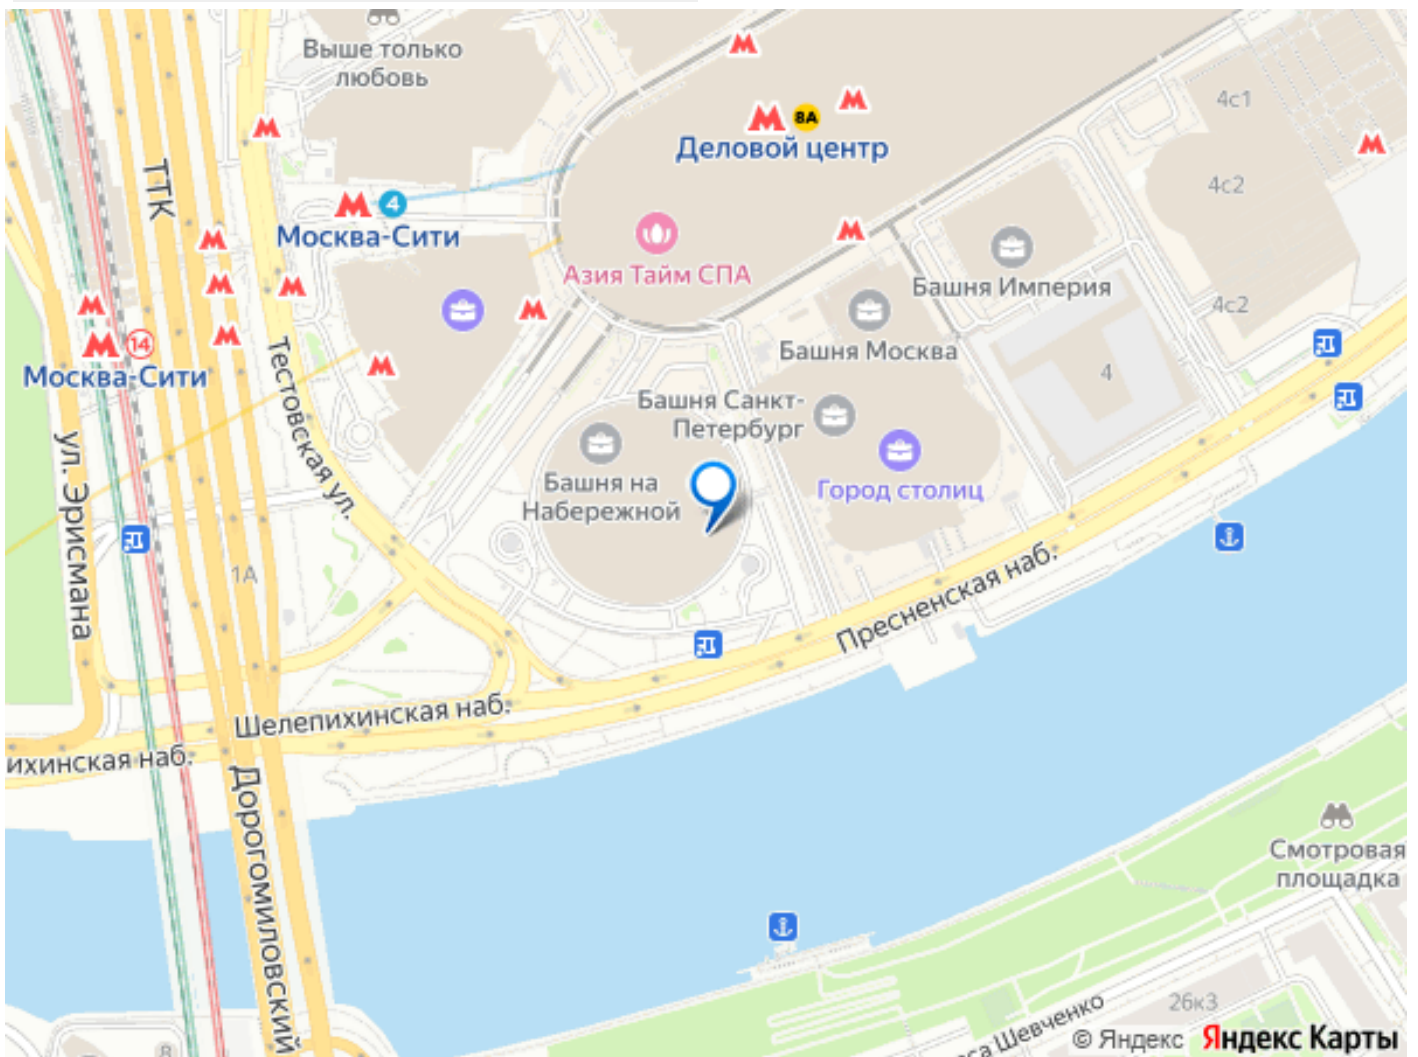 Выше только
любовь
4с1
8А
Деловой центр
ТТК
4с2
4
Москва-Сити
Азия Тайм СПА
Башня Империя
4с2
14
Москва-Сити
Башня Москва
4
Тестовская ул.
Башня Санкт-
Петербург
ул. Эрисмана
Башня на
Набережной
Город столиц
1А
Пресненская наб.
Шелепихинская наб.
ихинская наб.
Дорогомиловский
Смотровая
площадка
26к3
са Шевченко
8
© Яндекс Яндекс Карты